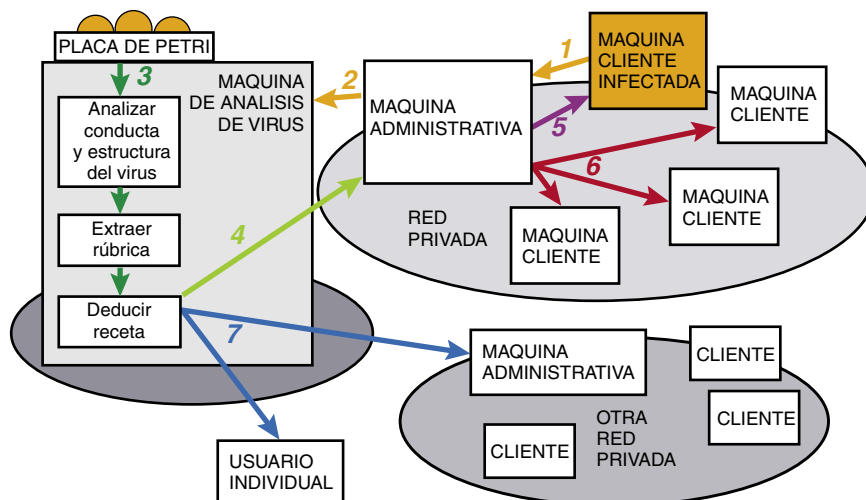 PLACA DE PETRI
3
Analizar
conducta
y estructura
del virus
Extraer
rúbrica
Deducir
receta
MAQUINA
DE ANALISIS
DE VIRUS
2
MAQUINA
ADMINISTRATIVA
1
MAQUINA
CLIENTE
INFECTADA
5
MAQUINA
CLIENTE
6
MAQUINA
CLIENTE
MAQUINA
CLIENTE
RED
PRIVADA
4
7
USUARIO
INDIVIDUAL
MAQUINA
ADMINISTRATIVA
CLIENTE
CLIENTE
CLIENTE
OTRA
RED
PRIVADA